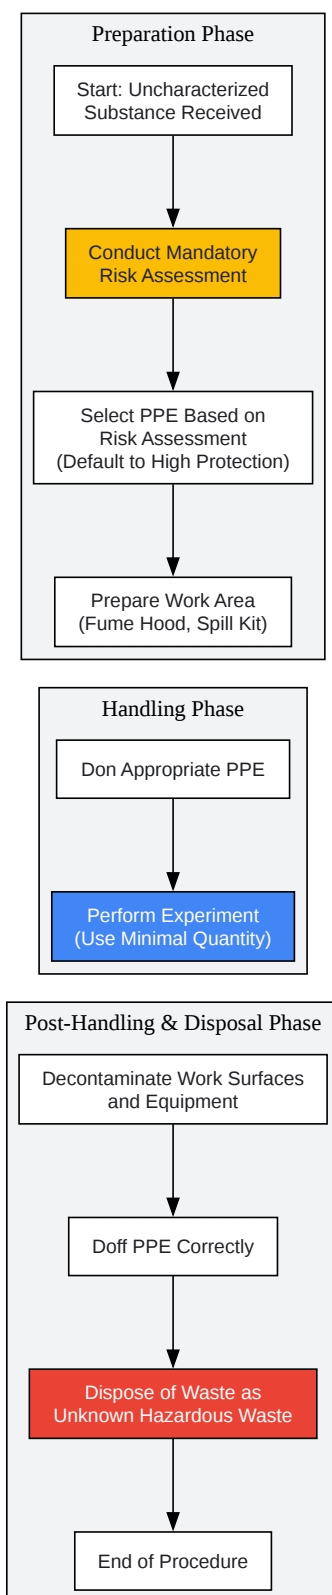 Preparation Phase
Start: Uncharacterized
Substance Received
Conduct Mandatory
Risk Assessment
Select PPE Based on
Risk Assessment
(Default to High Protection)
Prepare Work Area
(Fume Hood, Spill Kit)
Handling Phase
Don Appropriate PPE
Perform Experiment
(Use Minimal Quantity)
Post-Handling & Disposal Phase
Decontaminate Work Surfaces
and Equipment
Doff PPE Correctly
Dispose of Waste as
Unknown Hazardous Waste
End of Procedure